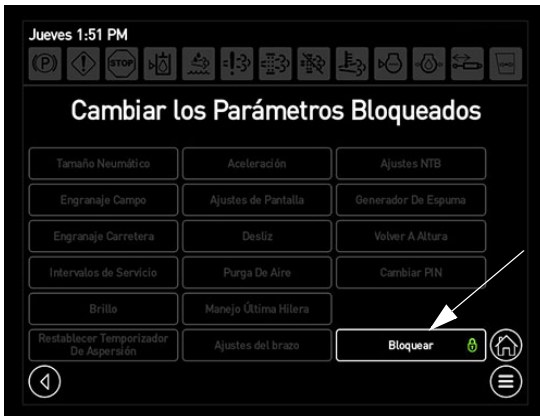 Jueves 1:51 PM
(P) STOP
Cambiar los Parámetros Bloqueados
Tamaño Neumático Aceleración Ajustes NTB
Engranaje Campo Ajustes de Pantalla Generador De Espuma
Engranaje Carretera Desliz Volver A Altura
Intervalos de Servicio Purga De Aire Cambiar PIN
Brillo Manejo Última Hilera
Restablecer Temporizador
De Aspersión Ajustes del brazo Bloquear